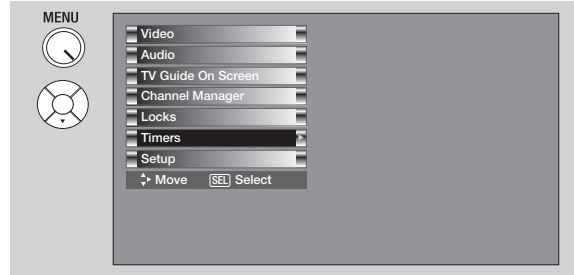 MENU
Video
Audio
TV Guide On Screen
Channel Manager
Locks
Timers
Setup
Move SEL Select